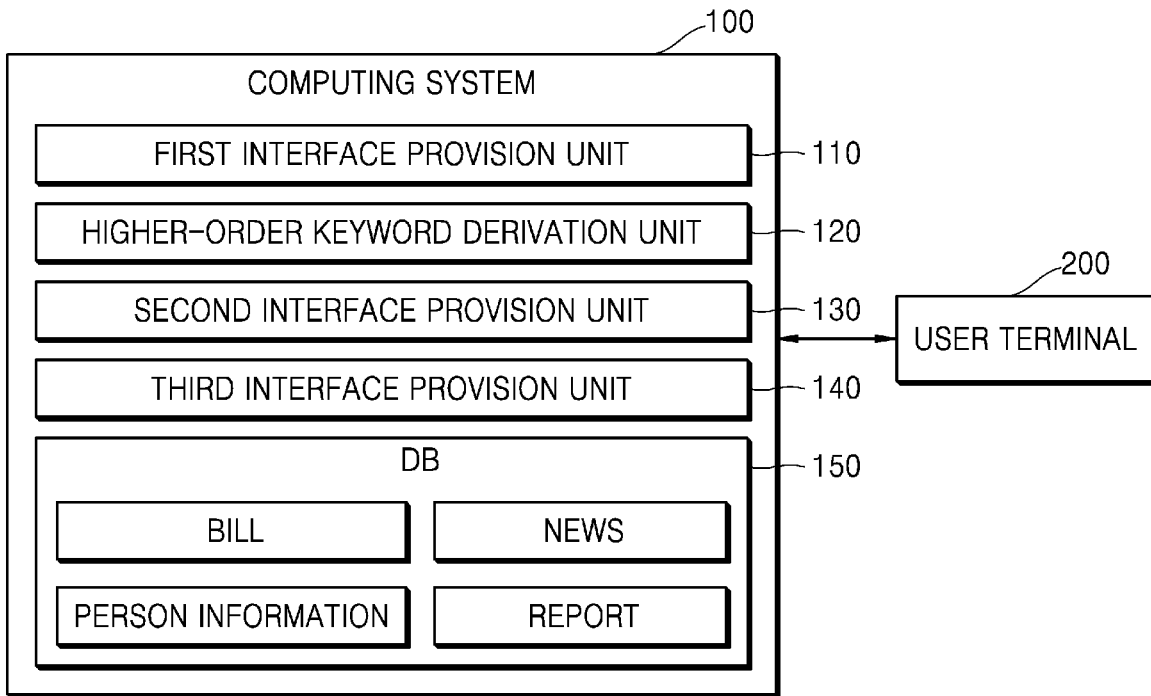 100
COMPUTING SYSTEM
FIRST INTERFACE PROVISION UNIT
110
HIGHER-ORDER KEYWORD DERIVATION UNIT
120
200
SECOND INTERFACE PROVISION UNIT
130
USER TERMINAL
THIRD INTERFACE PROVISION UNIT
140
DB
150
BILL
NEWS
PERSON INFORMATION
REPORT